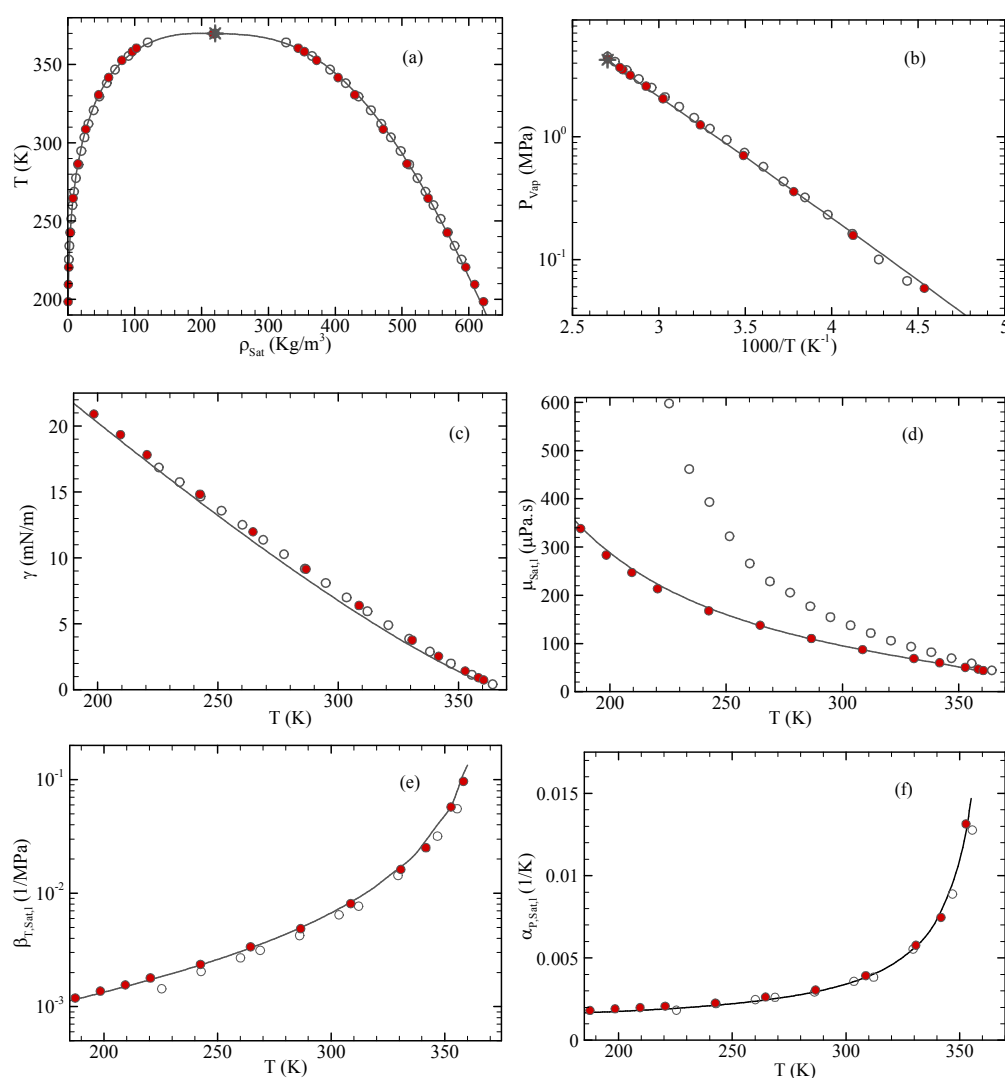 (a)
T (K)
350
300
250
200
0 100 200 300 400 500 600
ρSat (Kg/m³)
(b)
PVap (MPa)
10⁰
10⁻¹
2.5 3 3.5 4 4.5 5
1000/T (K⁻¹)
(c)
γ (mN/m)
20
15
10
5
0
200 250 300 350
T (K)
(d)
μSat,l (μPa.s)
600
500
400
300
200
100
0
200 250 300 350
T (K)
(e)
βT,Sat,l (1/MPa)
10⁻¹
10⁻²
10⁻³
200 250 300 350
T (K)
(f)
αP,Sat,l (1/K)
0.015
0.01
0.005
0
200 250 300 350
T (K)